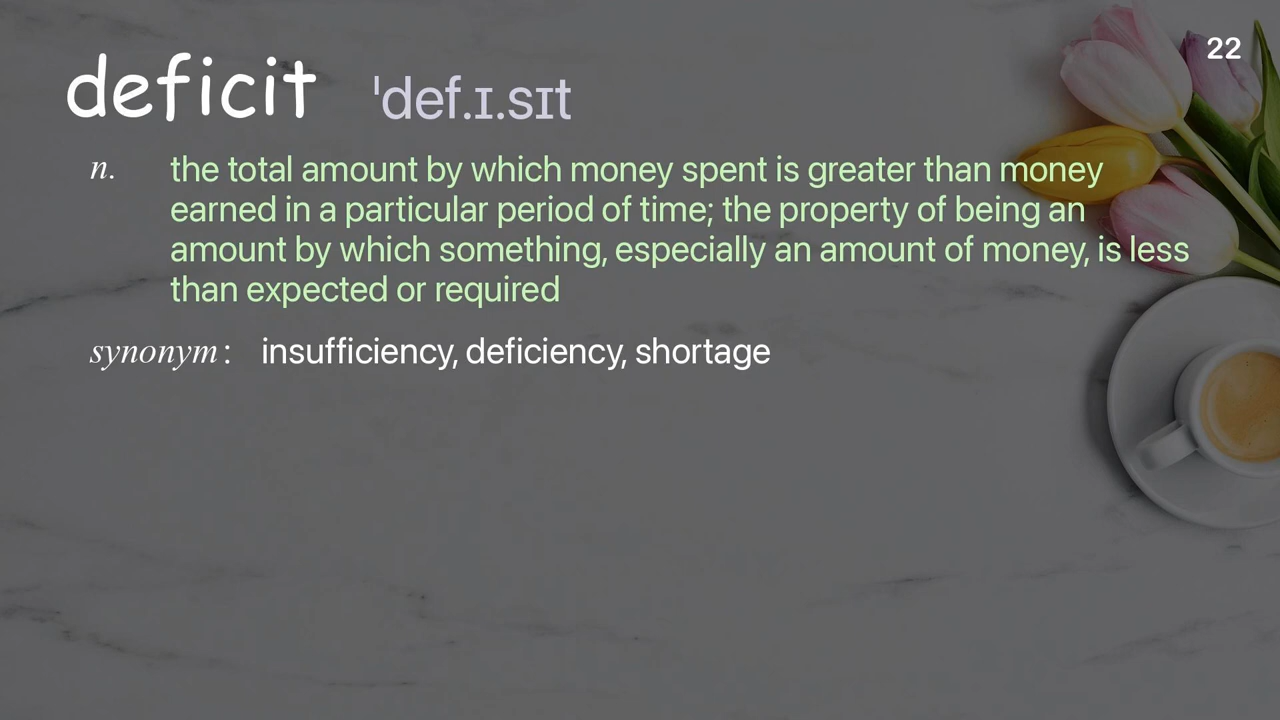 22
deficit ˈdef.ɪ.sɪt
n. the total amount by which money spent is greater than money
earned in a particular period of time; the property of being an
amount by which something, especially an amount of money, is less
than expected or required
synonym: insufficiency, deficiency, shortage